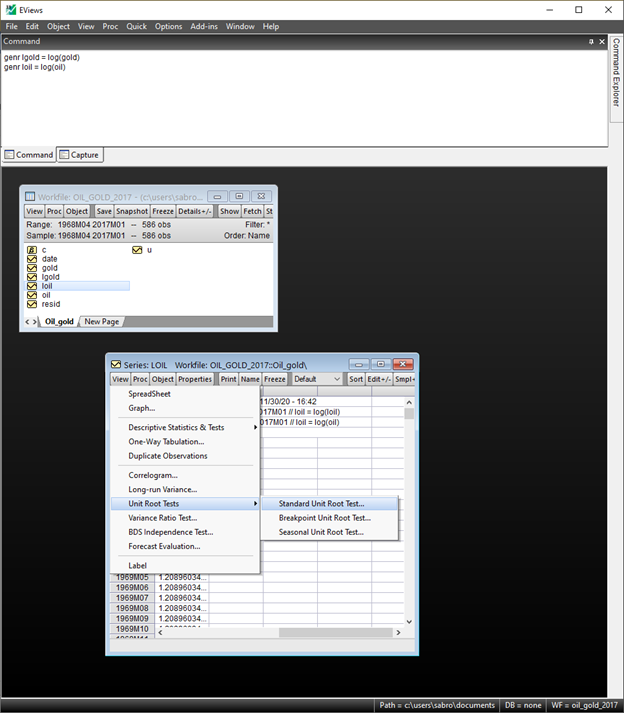 EViews
File Edit Object View Proc Quick Options Add-ins Window Help
Command
genr lgold = log(gold)
genr loil = log(oil)
Command Explorer
Command Capture
Workfile: OIL_GOLD_2017 - (c:\users\sabro...
View Proc Object Save Snapshot Freeze Details+/- Show Fetch St
Range: 1968M04 2017M01 -- 586 obs Filter: *
Sample: 1968M04 2017M01 -- 586 obs Order: Name
c u
date
gold
lgold
loil
oil
resid
Oil_gold New Page
Series: LOIL Workfile: OIL_GOLD_2017::Oil_gold\
View Proc Object Properties Print Name Freeze Default Sort Edit+/- Smpl+
11/30/20 - 16:42
017M01 // loil = log(loil)
017M01 // loil = log(oil)
SpreadSheet
Graph...
Descriptive Statistics & Tests
One-Way Tabulation...
Duplicate Observations
Correlogram...
Long-run Variance...
Unit Root Tests
Standard Unit Root Test...
Variance Ratio Test...
Breakpoint Unit Root Test...
BDS Independence Test...
Seasonal Unit Root Test...
Forecast Evaluation...
Label
1969M05 1.20896034...
1969M06 1.20896034...
1969M07 1.20896034...
1969M08 1.20896034...
1969M09 1.20896034...
1969M10 1.20896034...
Path = c:\users\sabro\documents DB = none WF = oil_gold_2017